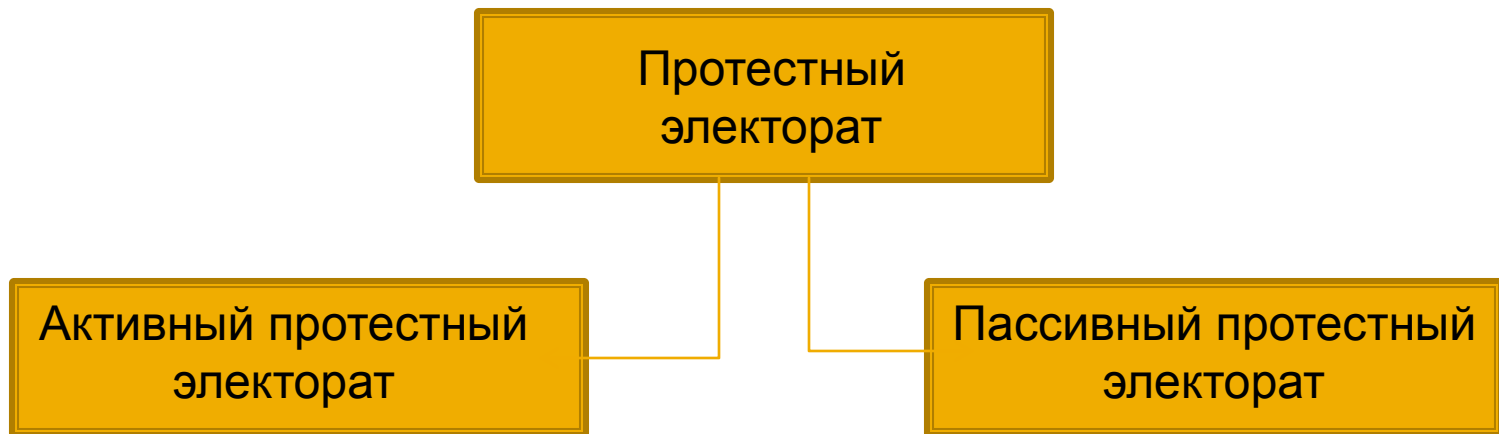 Протестный
электорат
Активный протестный
электорат
Пассивный протестный
электорат